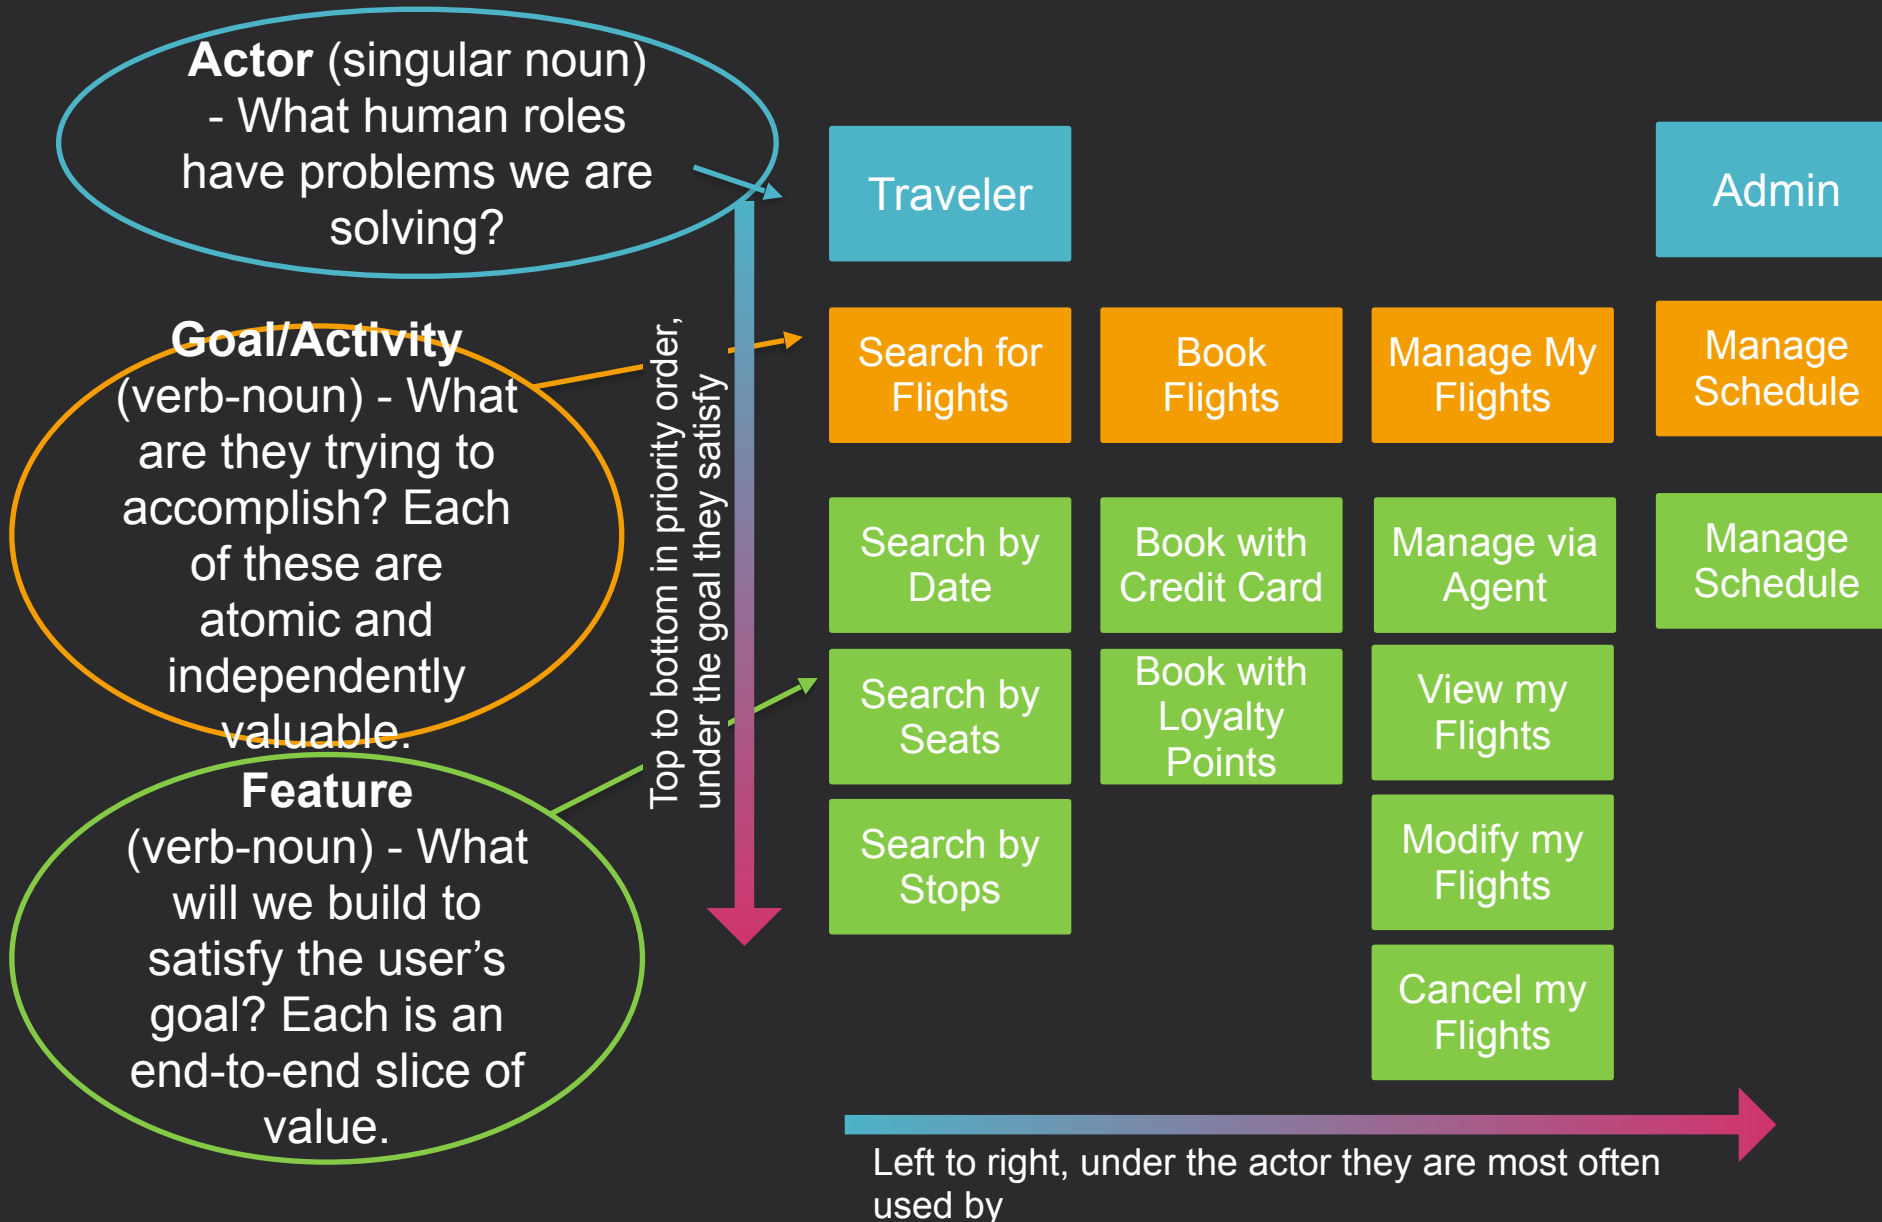 Actor (singular noun)
- What human roles
have problems we are
solving?
Goal/Activity
(verb-noun) - What
are they trying to
accomplish? Each
of these are
atomic and
independently
valuable.
Feature
(verb-noun) - What
will we build to
satisfy the user’s
goal? Each is an
end-to-end slice of
value.
Top to bottom in priority order,
under the goal they satisfy
Traveler
Admin
Search for
Flights
Book
Flights
Manage My
Flights
Manage
Schedule
Search by
Date
Book with
Credit Card
Manage via
Agent
Manage
Schedule
Search by
Seats
Book with
Loyalty
Points
View my
Flights
Search by
Stops
Modify my
Flights
Cancel my
Flights
Left to right, under the actor they are most often
used by